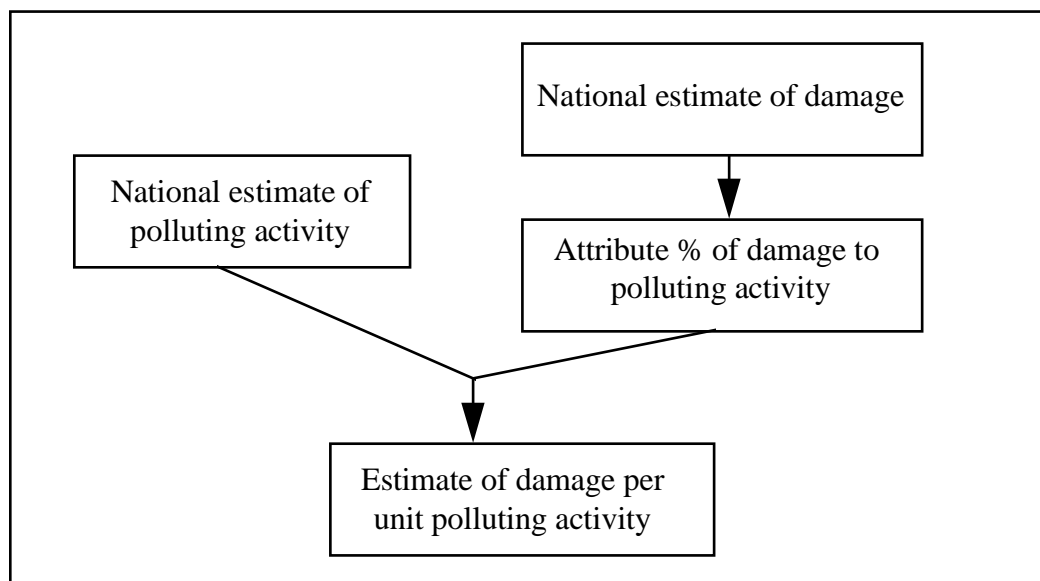 National estimate of damage
National estimate of
polluting activity
Attribute % of damage to
polluting activity
Estimate of damage per
unit polluting activity